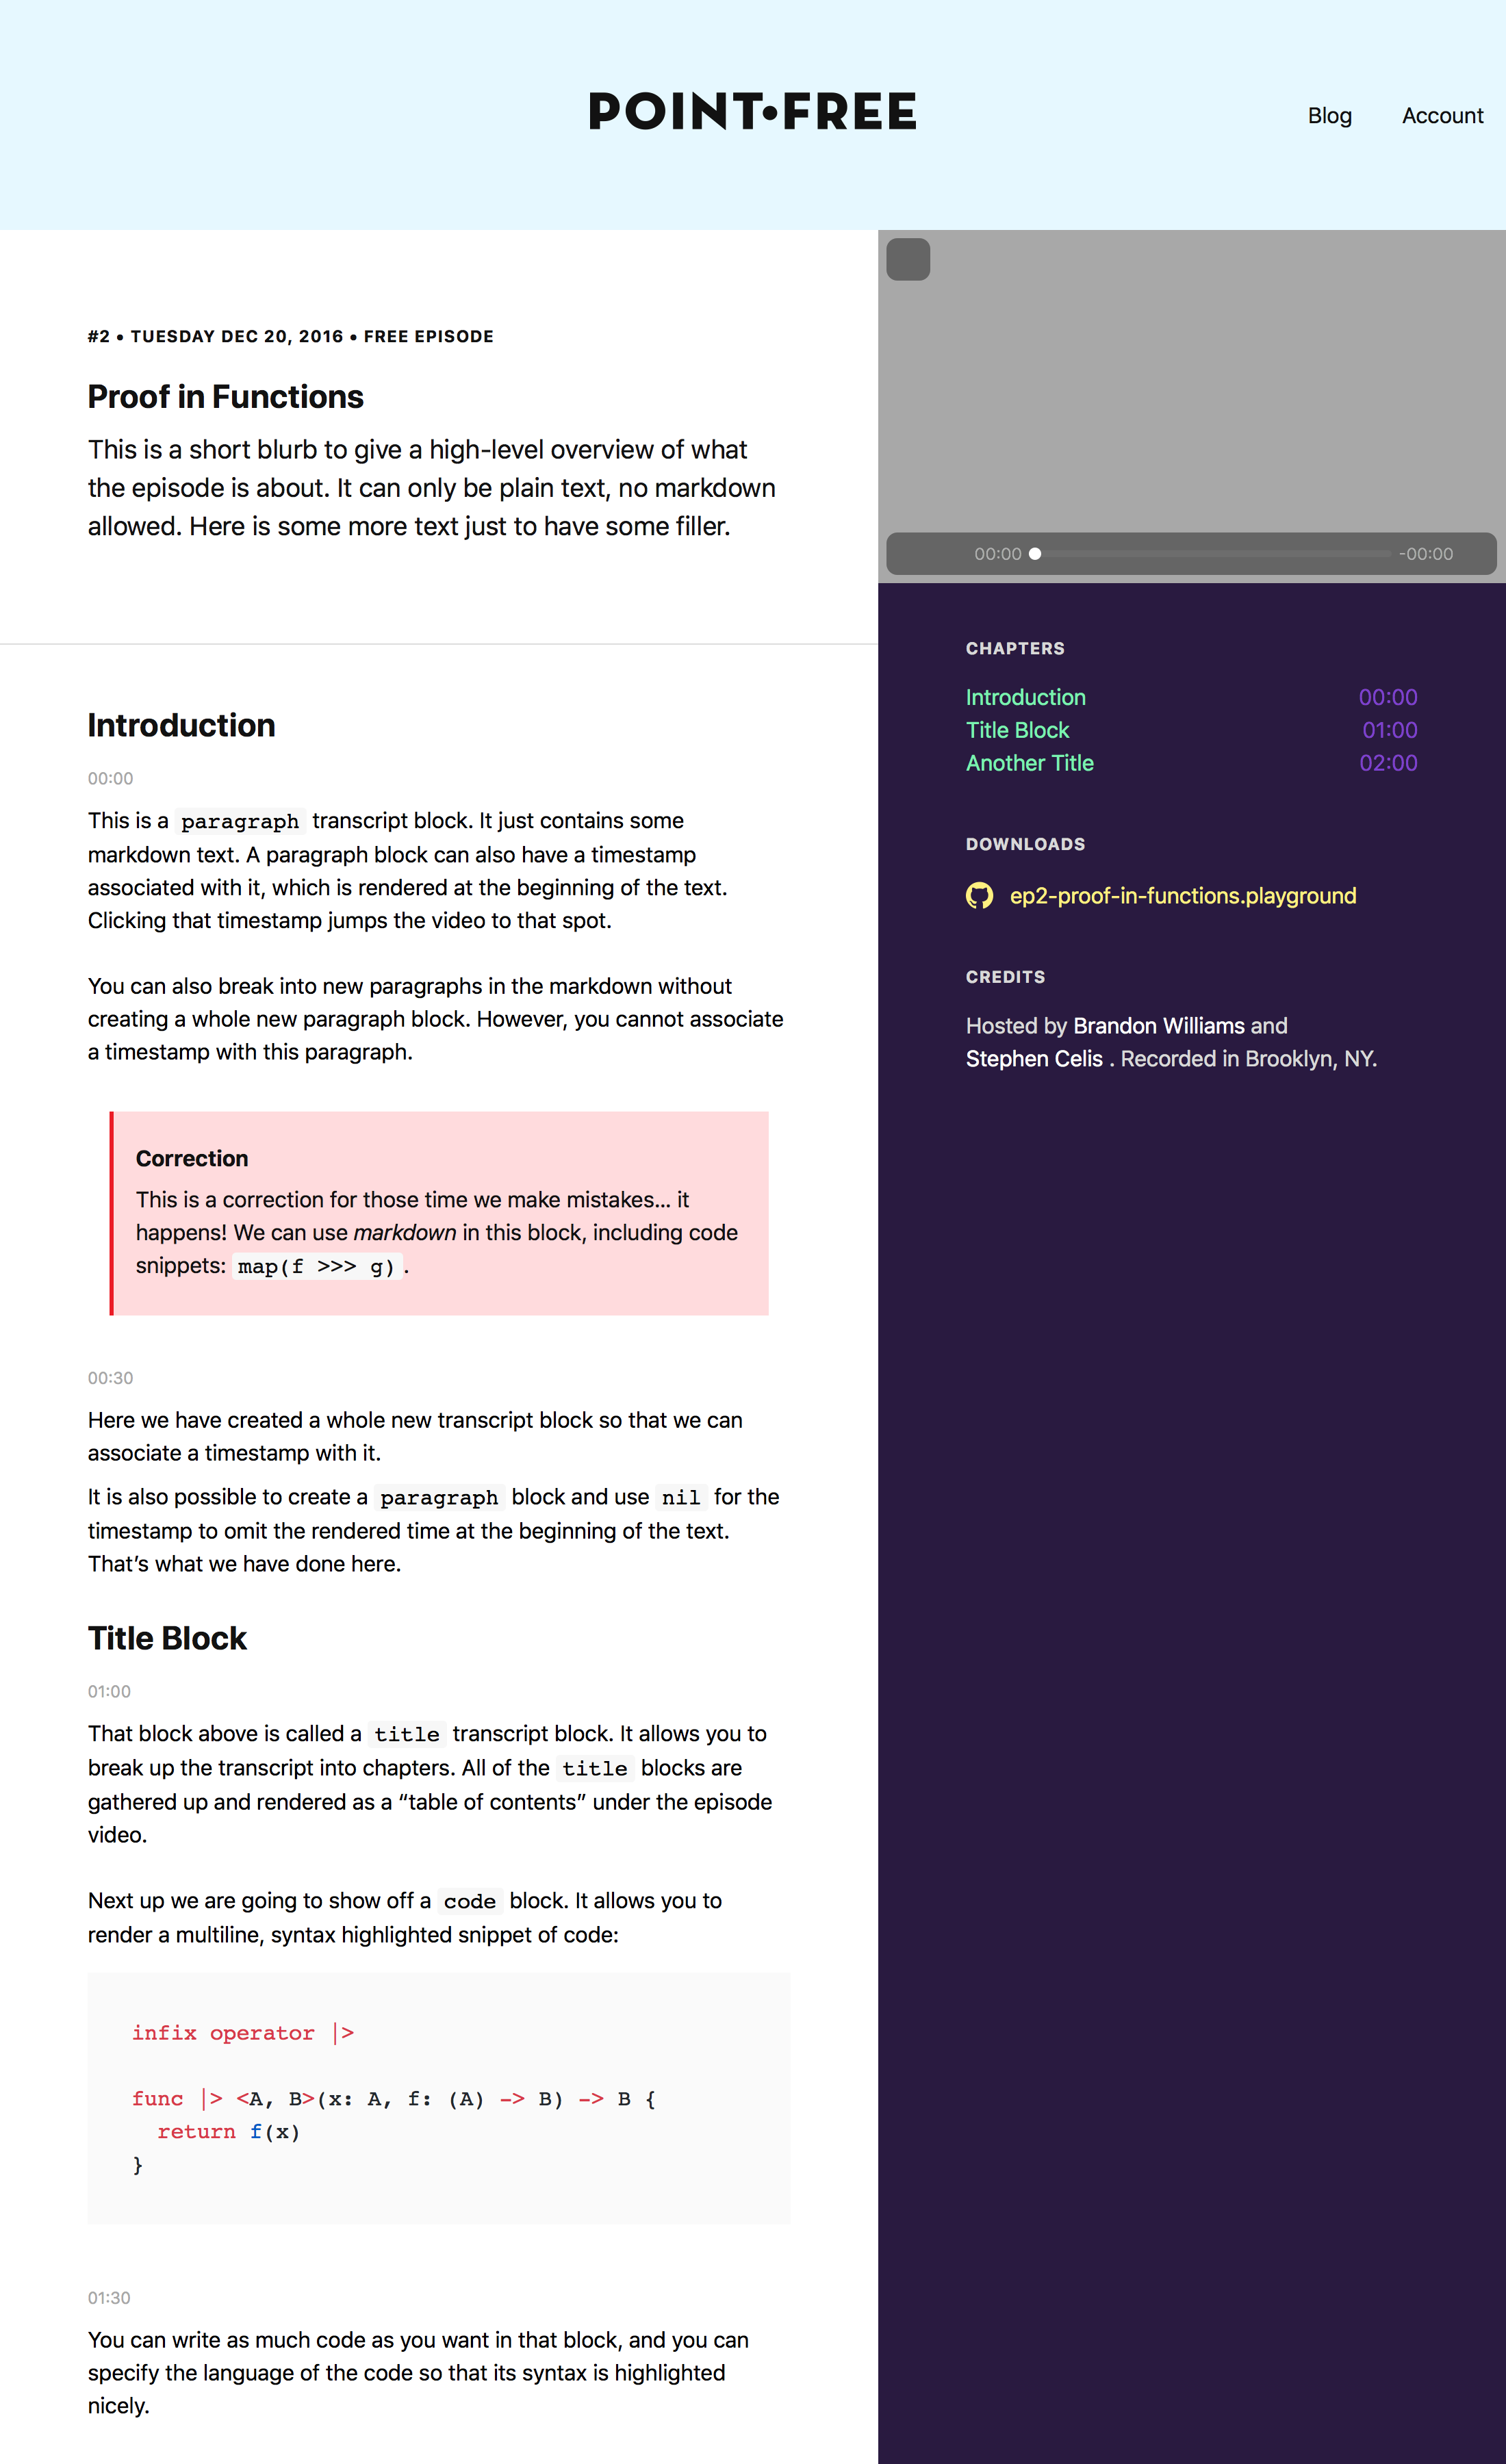 POINT•FREE
Blog
Account
#2 • TUESDAY DEC 20, 2016 • FREE EPISODE
Proof in Functions
This is a short blurb to give a high-level overview of what
the episode is about. It can only be plain text, no markdown
allowed. Here is some more text just to have some filler.
Introduction
00:00
This is a paragraph transcript block. It just contains some
markdown text. A paragraph block can also have a timestamp
associated with it, which is rendered at the beginning of the text.
Clicking that timestamp jumps the video to that spot.
You can also break into new paragraphs in the markdown without
creating a whole new paragraph block. However, you cannot associate
a timestamp with this paragraph.
Correction
This is a correction for those time we make mistakes… it
happens! We can use markdown in this block, including code
snippets: map(f >>> g).
00:30
Here we have created a whole new transcript block so that we can
associate a timestamp with it.
It is also possible to create a paragraph block and use nil for the
timestamp to omit the rendered time at the beginning of the text.
That’s what we have done here.
Title Block
01:00
That block above is called a title transcript block. It allows you to
break up the transcript into chapters. All of the title blocks are
gathered up and rendered as a “table of contents” under the episode
video.
Next up we are going to show off a code block. It allows you to
render a multiline, syntax highlighted snippet of code:
infix operator |>
func |> <A, B>(x: A, f: (A) -> B) -> B {
  return f(x)
}
01:30
You can write as much code as you want in that block, and you can
specify the language of the code so that its syntax is highlighted
nicely.
00:00
-00:00
CHAPTERS
Introduction 00:00
Title Block 01:00
Another Title 02:00
DOWNLOADS
ep2-proof-in-functions.playground
CREDITS
Hosted by Brandon Williams and
Stephen Celis . Recorded in Brooklyn, NY.